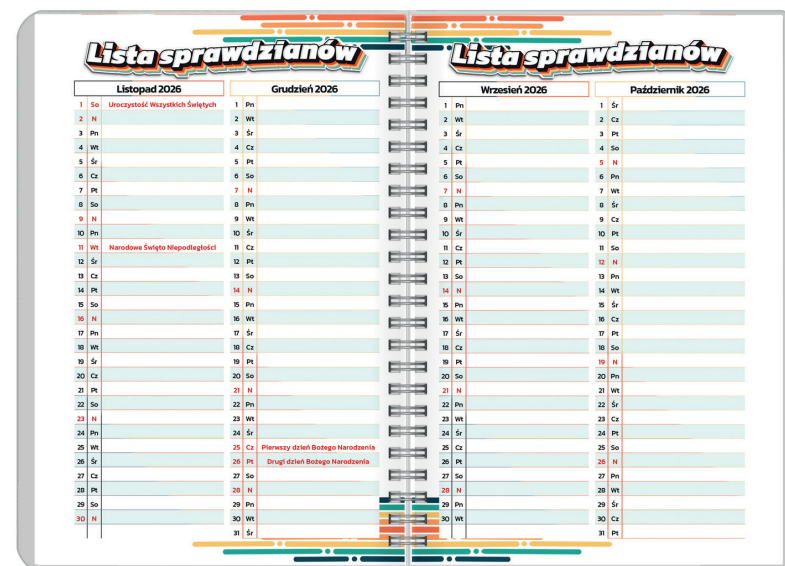 Lista sprawdzianów
Listopad 2026
1 So Uroczystość Wszystkich Świętych
2 N
3 Pn
4 Wt
5 Śr
6 Cz
7 Pt
8 So
9 N
10 Pn
11 Wt Narodowe Święto Niepodległości
12 Śr
13 Cz
14 Pt
15 So
16 N
17 Pn
18 Wt
19 Śr
20 Cz
21 Pt
22 So
23 N
24 Pn
25 Wt
26 Śr
27 Cz
28 Pt
29 So
30 N
Grudzień 2026
1 Pn
2 Wt
3 Śr
4 Cz
5 Pt
6 So
7 N
8 Pn
9 Wt
10 Śr
11 Cz
12 Pt
13 So
14 N
15 Pn
16 Wt
17 Śr
18 Cz
19 Pt
20 So
21 N
22 Pn
23 Wt
24 Śr
25 Cz Pierwszy dzień Bożego Narodzenia
26 Pt Drugi dzień Bożego Narodzenia
27 So
28 N
29 Pn
30 Wt
31 Śr
Lista sprawdzianów
Wrzesień 2026
1 Pn
2 Wt
3 Śr
4 Cz
5 Pt
6 So
7 N
8 Pn
9 Wt
10 Śr
11 Cz
12 Pt
13 So
14 N
15 Pn
16 Wt
17 Śr
18 Cz
19 Pt
20 So
21 N
22 Pn
23 Wt
24 Śr
25 Cz
26 Pt
27 So
28 N
29 Pn
30 Wt
Październik 2026
1 Śr
2 Cz
3 Pt
4 So
5 N
6 Pn
7 Wt
8 Śr
9 Cz
10 Pt
11 So
12 N
13 Pn
14 Wt
15 Śr
16 Cz
17 Pt
18 So
19 N
20 Pn
21 Wt
22 Śr
23 Cz
24 Pt
25 So
26 N
27 Pn
28 Wt
29 Śr
30 Cz
31 Pt